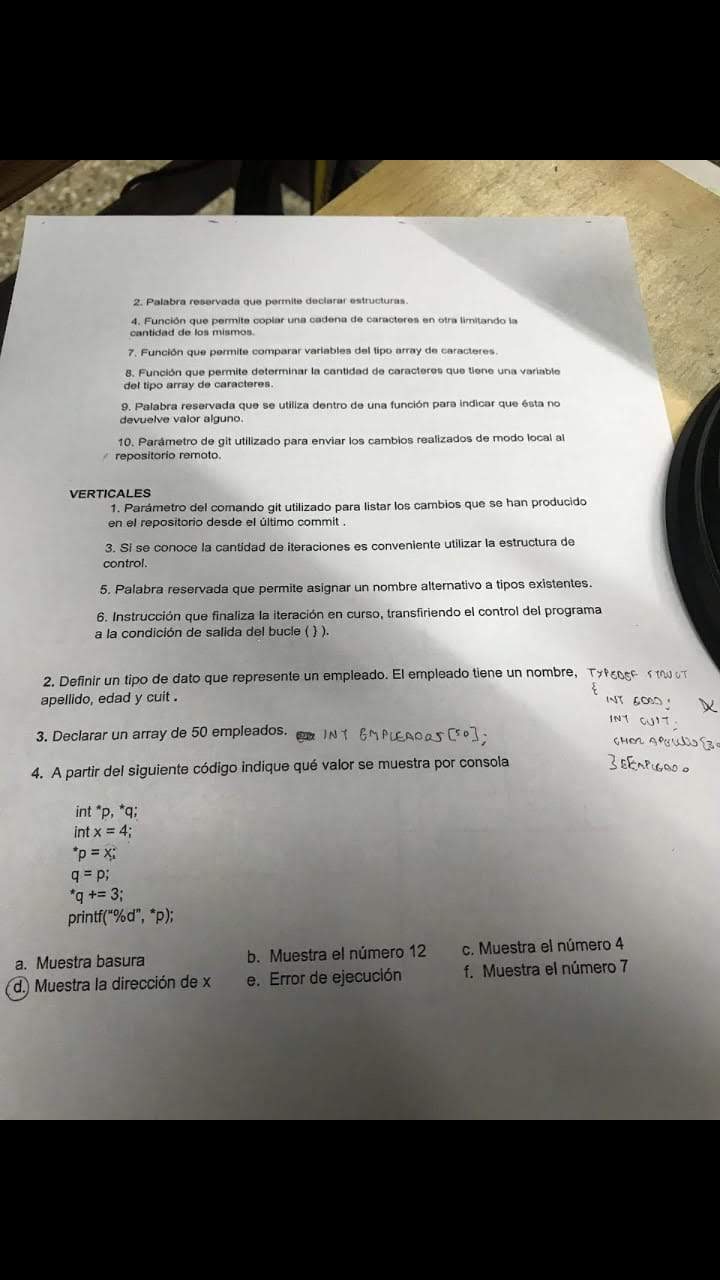 2. Palabra reservada que permite declarar estructuras.
4. Función que permite copiar una cadena de caracteres en otra limitando la
cantidad de los mismos.
7. Función que permite comparar variables del tipo array de caracteres.
8. Función que permite determinar la cantidad de caracteres que tiene una variable
del tipo array de caracteres.
9. Palabra reservada que se utiliza dentro de una función para indicar que ésta no
devuelve valor alguno.
10. Parámetro de git utilizado para enviar los cambios realizados de modo local al
repositorio remoto.
VERTICALES
1. Parámetro del comando git utilizado para listar los cambios que se han producido
en el repositorio desde el último commit .
3. Si se conoce la cantidad de iteraciones es conveniente utilizar la estructura de
control.
5. Palabra reservada que permite asignar un nombre alternativo a tipos existentes.
6. Instrucción que finaliza la iteración en curso, transfiriendo el control del programa
a la condición de salida del bucle ( } ).
2. Definir un tipo de dato que represente un empleado. El empleado tiene un nombre,
apellido, edad y cuit .
TYPEDEF STRUCT
{
INT EDAD;
INT CUIT;
CHAR APELLIDO[30
}EEMPLEADO
3. Declarar un array de 50 empleados. INT EMPLEADOS[50];
4. A partir del siguiente código indique qué valor se muestra por consola
int *p, *q;
int x = 4;
*p = x;
q = p;
*q += 3;
printf("%d", *p);
a. Muestra basura b. Muestra el número 12 c. Muestra el número 4
d. Muestra la dirección de x e. Error de ejecución f. Muestra el número 7